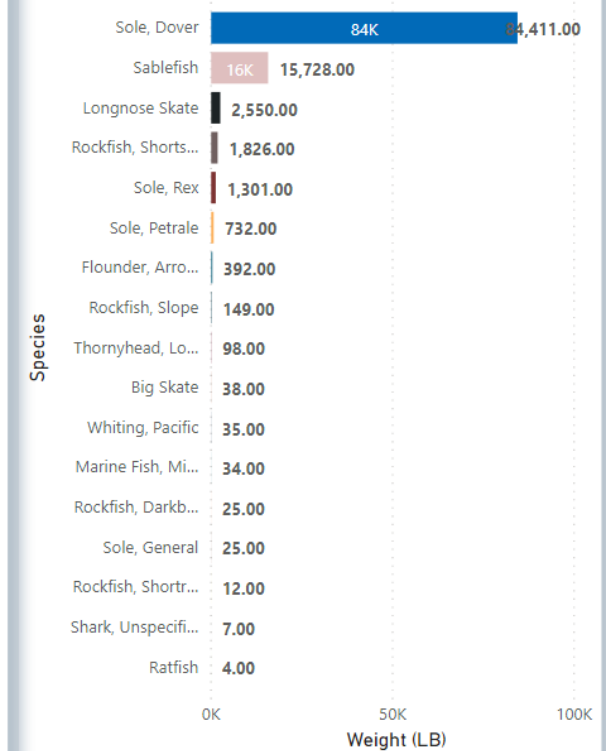 Sole, Dover 84K 84,411.00
Sablefish 16K 15,728.00
Longnose Skate 2,550.00
Rockfish, Shorts... 1,826.00
Sole, Rex 1,301.00
Sole, Petrale 732.00
Flounder, Arro... 392.00
Rockfish, Slope 149.00
Thornyhead, Lo... 98.00
Big Skate 38.00
Whiting, Pacific 35.00
Marine Fish, Mi... 34.00
Rockfish, Darkb... 25.00
Sole, General 25.00
Rockfish, Shortr... 12.00
Shark, Unspecifi... 7.00
Ratfish 4.00
Species
0K 50K 100K
Weight (LB)